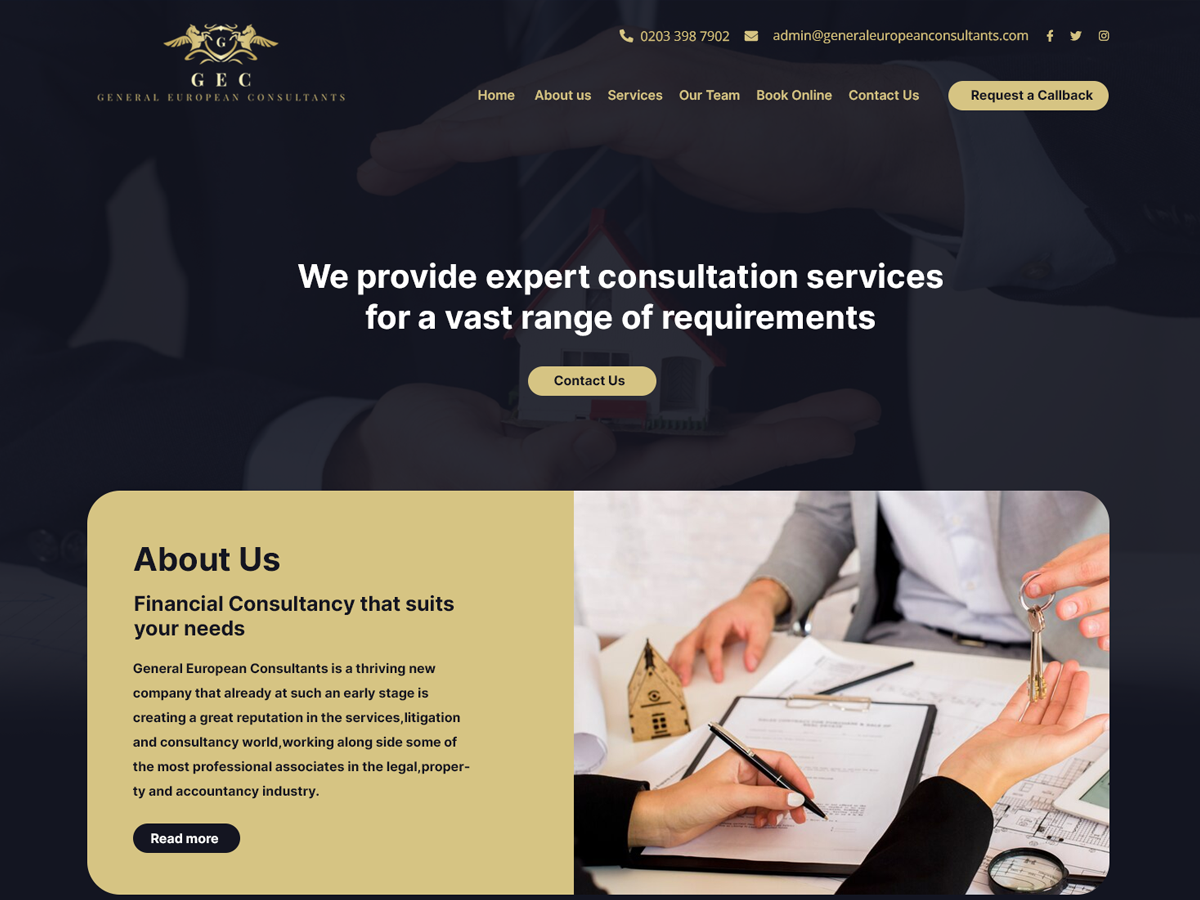 G
G E C
GENERAL EUROPEAN CONSULTANTS
0203 398 7902 admin@generaleuropeanconsultants.com
Home About us Services Our Team Book Online Contact Us Request a Callback
We provide expert consultation services
for a vast range of requirements
Contact Us
About Us
Financial Consultancy that suits
your needs
General European Consultants is a thriving new
company that already at such an early stage is
creating a great reputation in the services,litigation
and consultancy world,working along side some of
the most professional associates in the legal,proper-
ty and accountancy industry.
Read more